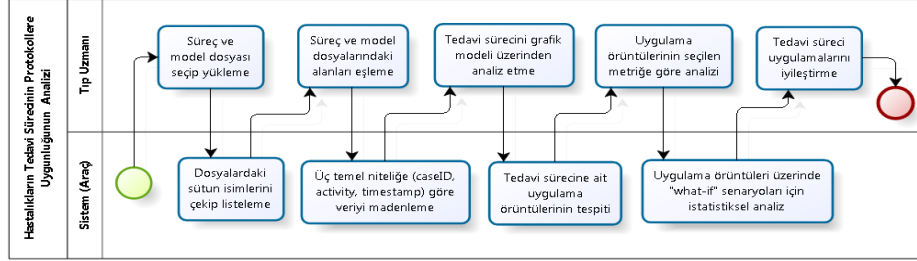 Hastalıkların Tedavi Sürecinin Protokollere
Uygunluğunun Analizi
Tıp Uzmanı
Süreç ve
model dosyası
seçip yükleme
Süreç ve model
dosyalarındaki
alanları eşleme
Tedavi sürecini grafik
modeli üzerinden
analiz etme
Uygulama
örüntülerinin seçilen
metriğe göre analizi
Tedavi süreci
uygulamalarını
iyileştirme
Sistem (Araç)
Dosyalardaki
sütun isimlerini
çekip listeleme
Üç temel niteliğe (caseID,
activity, timestamp) göre
veriyi madenleme
Tedavi sürecine ait
uygulama
örüntülerinin tespiti
Uygulama örüntüleri üzerinde
"what-if" senaryoları için
istatistiksel analiz